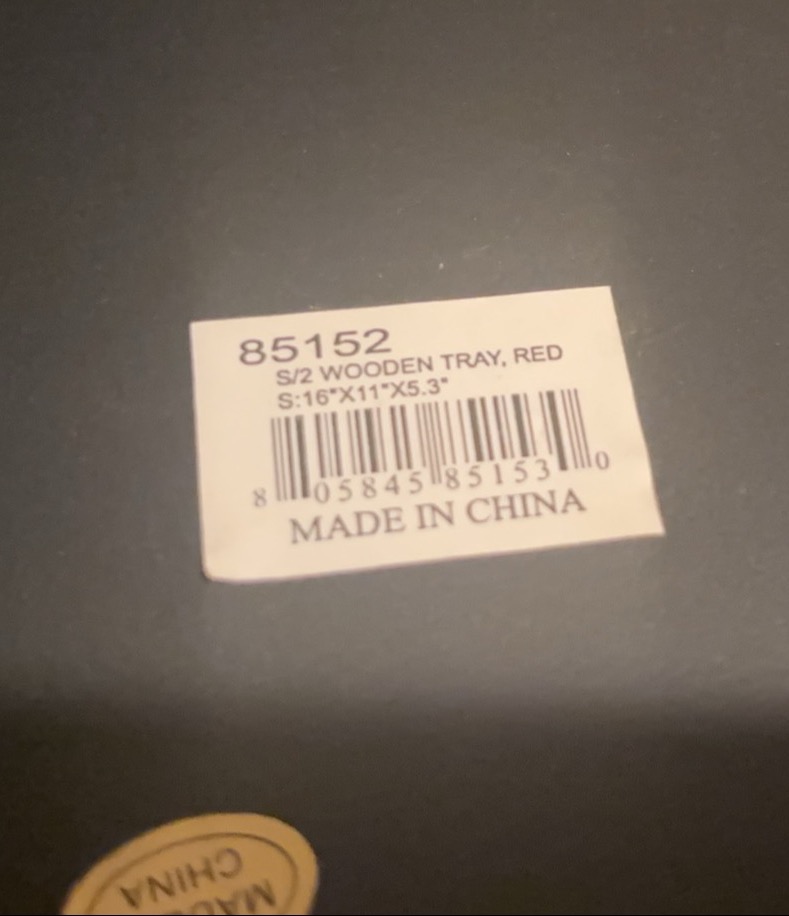 85152
S/2 WOODEN TRAY, RED
S:16"X11"X5.3"
8 05845 85153 0
MADE IN CHINA
MADE
CHINA